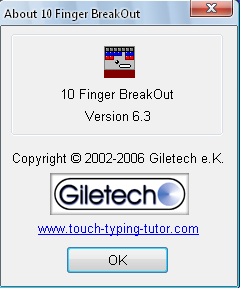 About 10 Finger BreakOut
10 Finger BreakOut
Version 6.3
Copyright © 2002-2006 Giletech e.K.
Giletech
www.touch-typing-tutor.com
OK